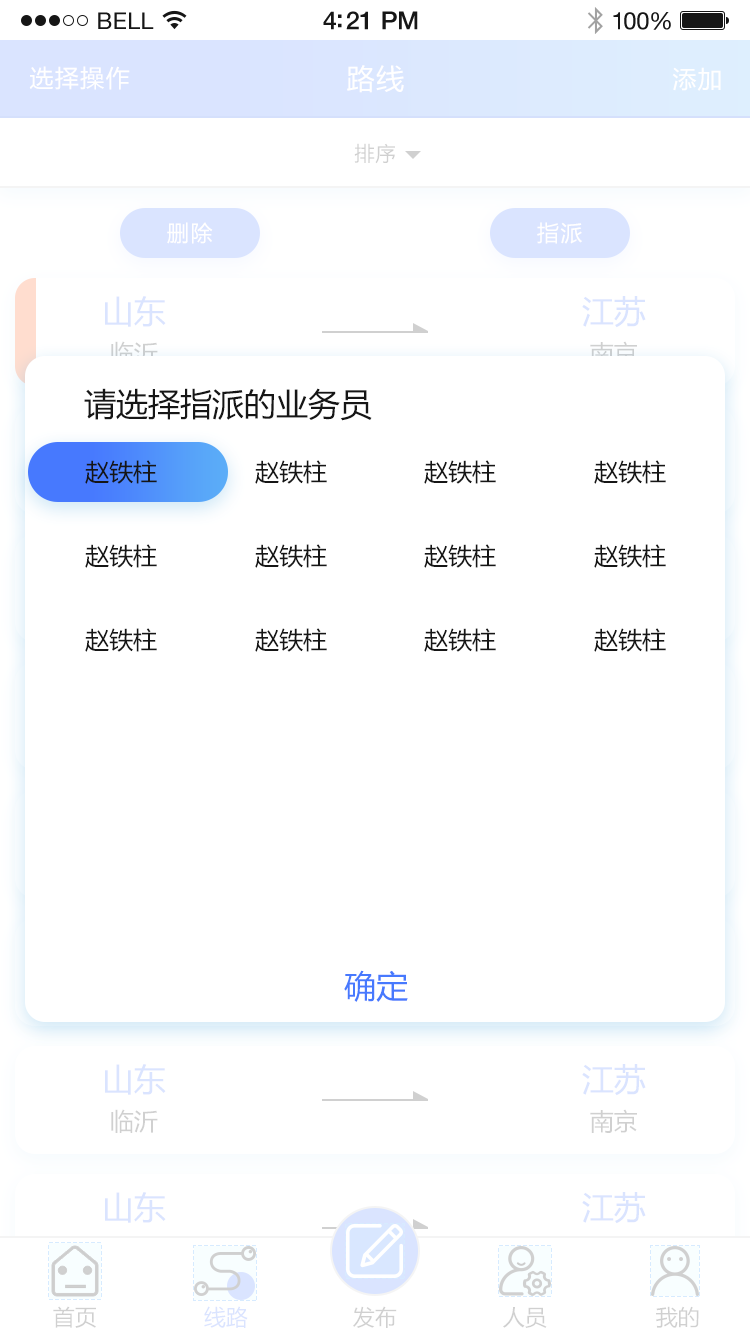 BELL 4:21 PM 100%
选择操作 路线 添加
排序
删除 指派
山东 江苏
临沂 南京
请选择指派的业务员
赵铁柱 赵铁柱 赵铁柱 赵铁柱
赵铁柱 赵铁柱 赵铁柱 赵铁柱
赵铁柱 赵铁柱 赵铁柱 赵铁柱
确定
山东 江苏
临沂 南京
山东 江苏
首页 线路 发布 人员 我的